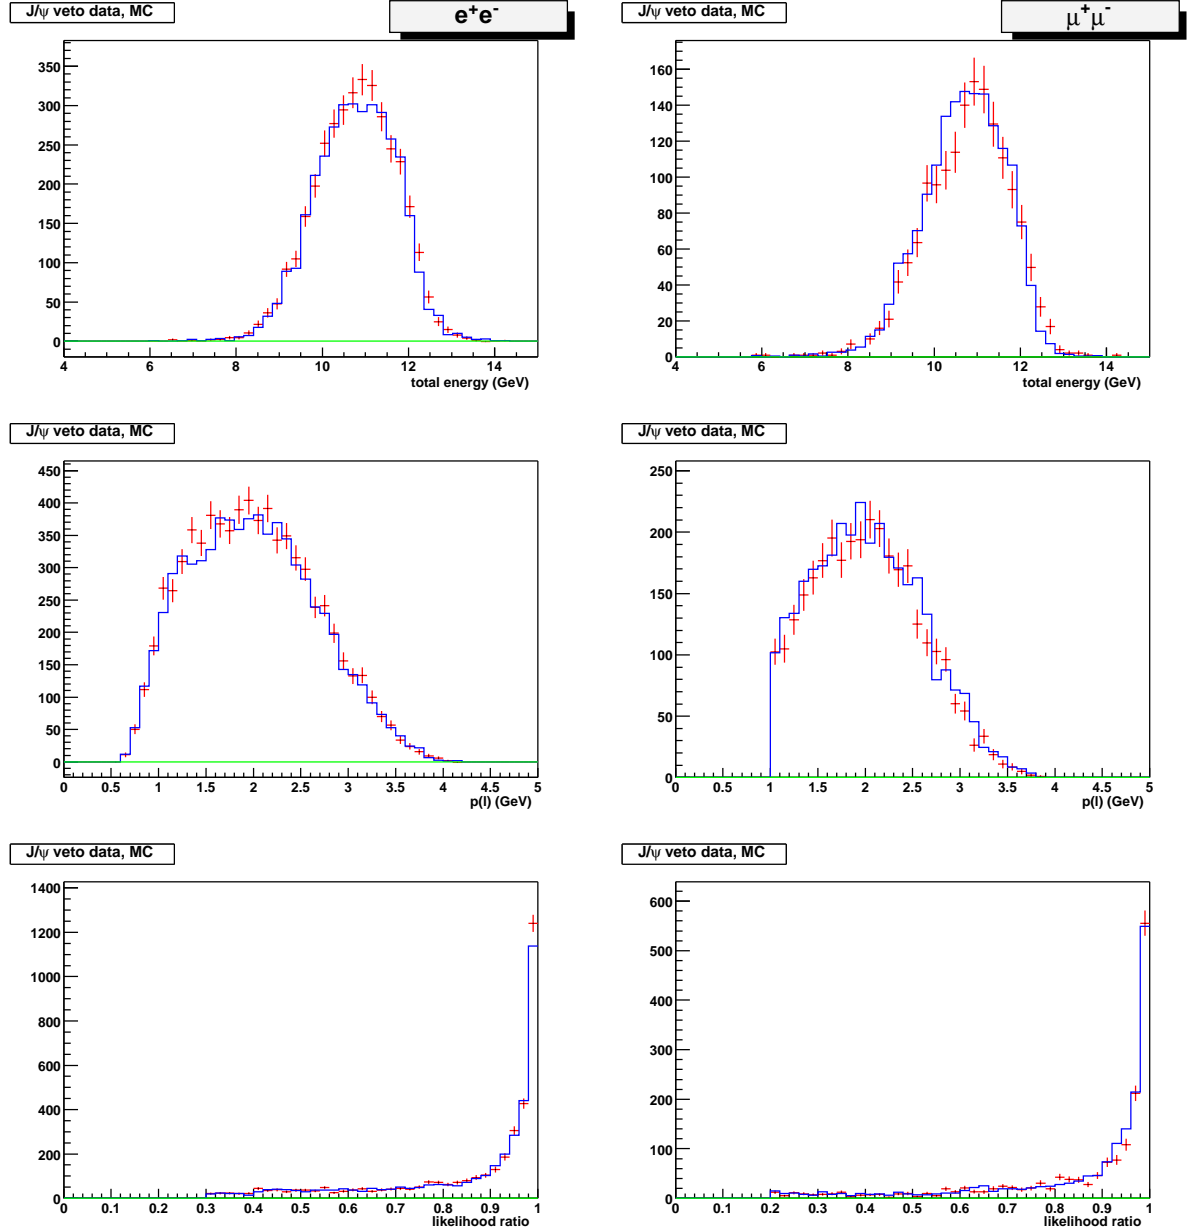 J/ψ veto, MC
e+e-
J/ψ veto, MC
μ+μ-
350
300
250
200
150
100
50
0
4 6 8 10 12 14
total energy (GeV)
160
140
120
100
80
60
40
20
0
4 6 8 10 12 14
total energy (GeV)
J/ψ veto data, MC
450
400
350
300
250
200
150
100
50
0
0 0.5 1 1.5 2 2.5 3 3.5 4 4.5 5
p(l) (GeV)
J/ψ veto data, MC
250
200
150
100
50
0
0 0.5 1 1.5 2 2.5 3 3.5 4 4.5 5
p(l) (GeV)
J/ψ veto data, MC
1400
1200
1000
800
600
400
200
0
0 0.1 0.2 0.3 0.4 0.5 0.6 0.7 0.8 0.9 1
likelihood ratio
J/ψ veto data, MC
600
500
400
300
200
100
0
0 0.1 0.2 0.3 0.4 0.5 0.6 0.7 0.8 0.9 1
likelihood ratio